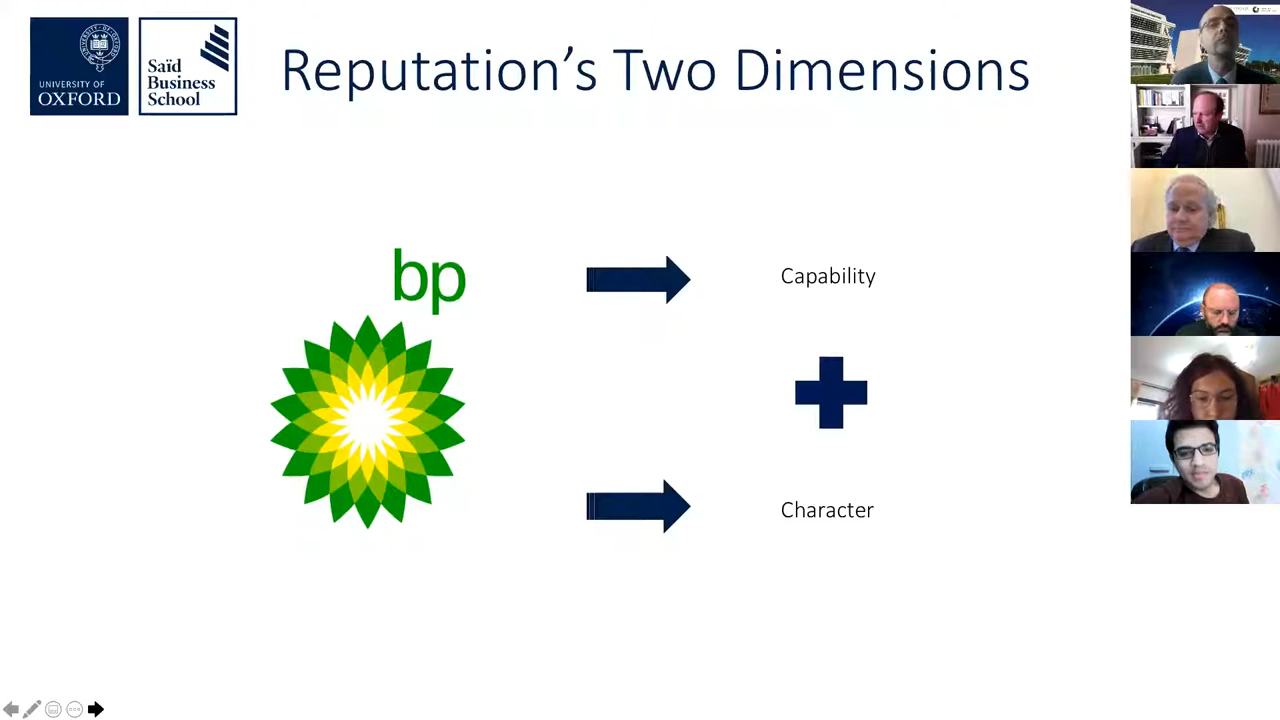 UNIVERSITY OF
OXFORD
Saïd
Business
School
Reputation's Two Dimensions
bp
Capability
Character